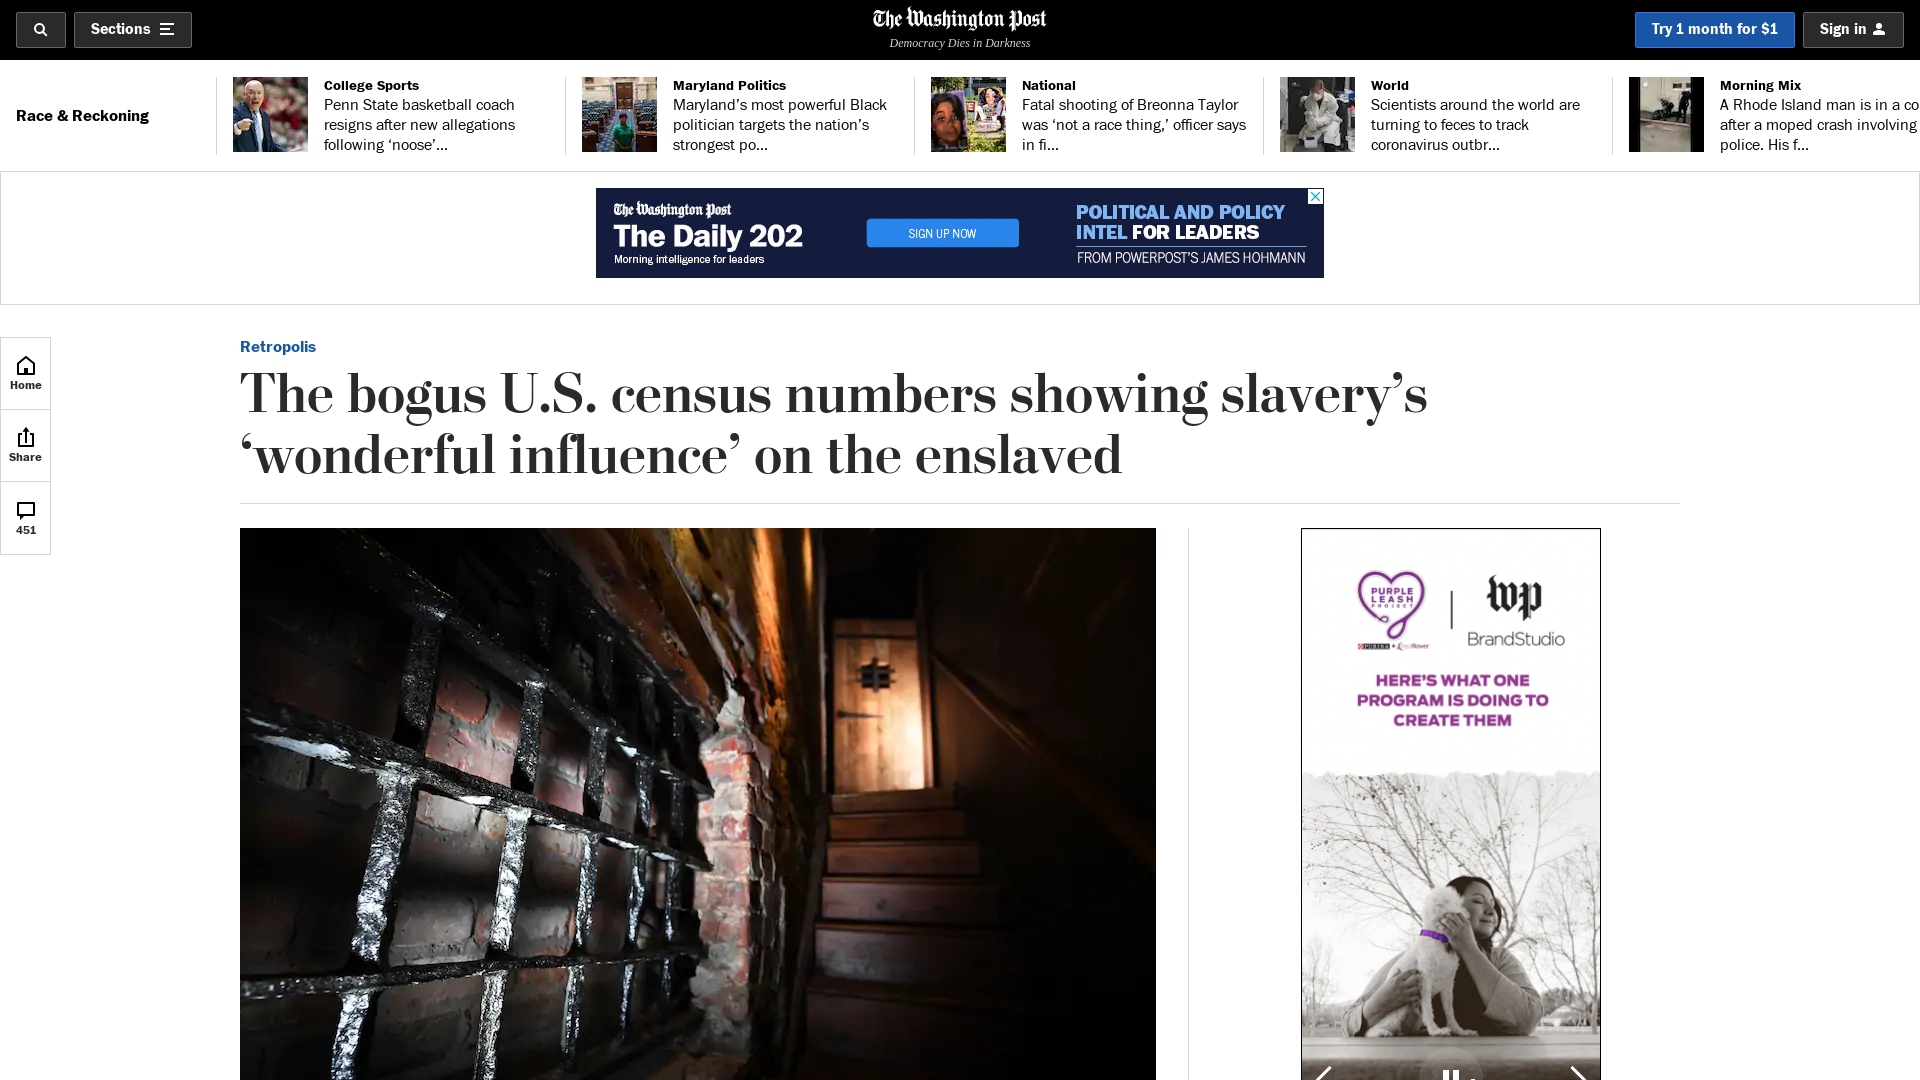 Sections
The Washington Post
Democracy Dies in Darkness
Try 1 month for $1
Sign in
Race & Reckoning
College Sports
Penn State basketball coach
resigns after new allegations
following ‘noose’...
Maryland Politics
Maryland’s most powerful Black
politician targets the nation’s
strongest po...
National
Fatal shooting of Breonna Taylor
was ‘not a race thing,’ officer says
in fi...
World
Scientists around the world are
turning to feces to track
coronavirus outbr...
Morning Mix
A Rhode Island man is in a co
after a moped crash involving
police. His f...
The Washington Post
The Daily 202
Morning intelligence for leaders
SIGN UP NOW
POLITICAL AND POLICY
INTEL FOR LEADERS
FROM POWERPOST’S JAMES HOHMANN
Home
Share
451
Retropolis
The bogus U.S. census numbers showing slavery’s
‘wonderful influence’ on the enslaved
PURPLE
LEASH
PROJECT
PURINA
wp
BrandStudio
HERE’S WHAT ONE
PROGRAM IS DOING TO
CREATE THEM